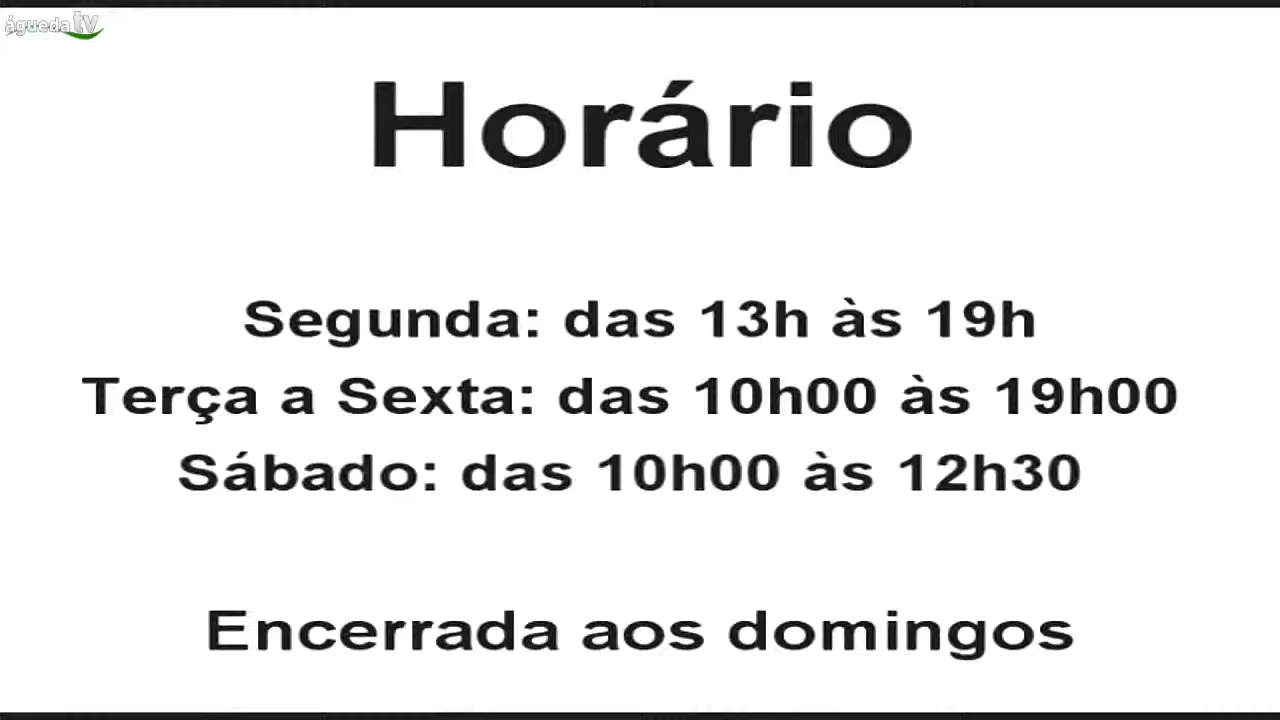 águeda tv
Horário
Segunda: das 13h às 19h
Terça a Sexta: das 10h00 às 19h00
Sábado: das 10h00 às 12h30
Encerrada aos domingos